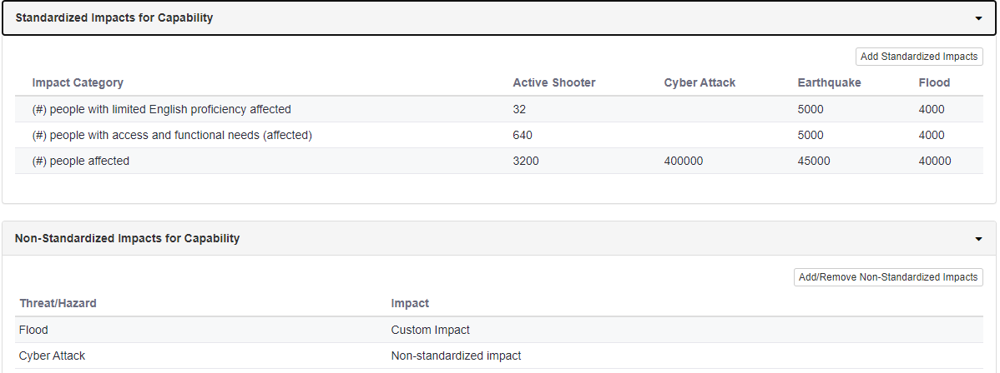 Standardized Impacts for Capability
Add Standardized Impacts
Impact Category Active Shooter Cyber Attack Earthquake Flood
(#) people with limited English proficiency affected 32 5000 4000
(#) people with access and functional needs (affected) 640 5000 4000
(#) people affected 3200 400000 45000 40000
Non-Standardized Impacts for Capability
Add/Remove Non-Standardized Impacts
Threat/Hazard Impact
Flood Custom Impact
Cyber Attack Non-standardized impact